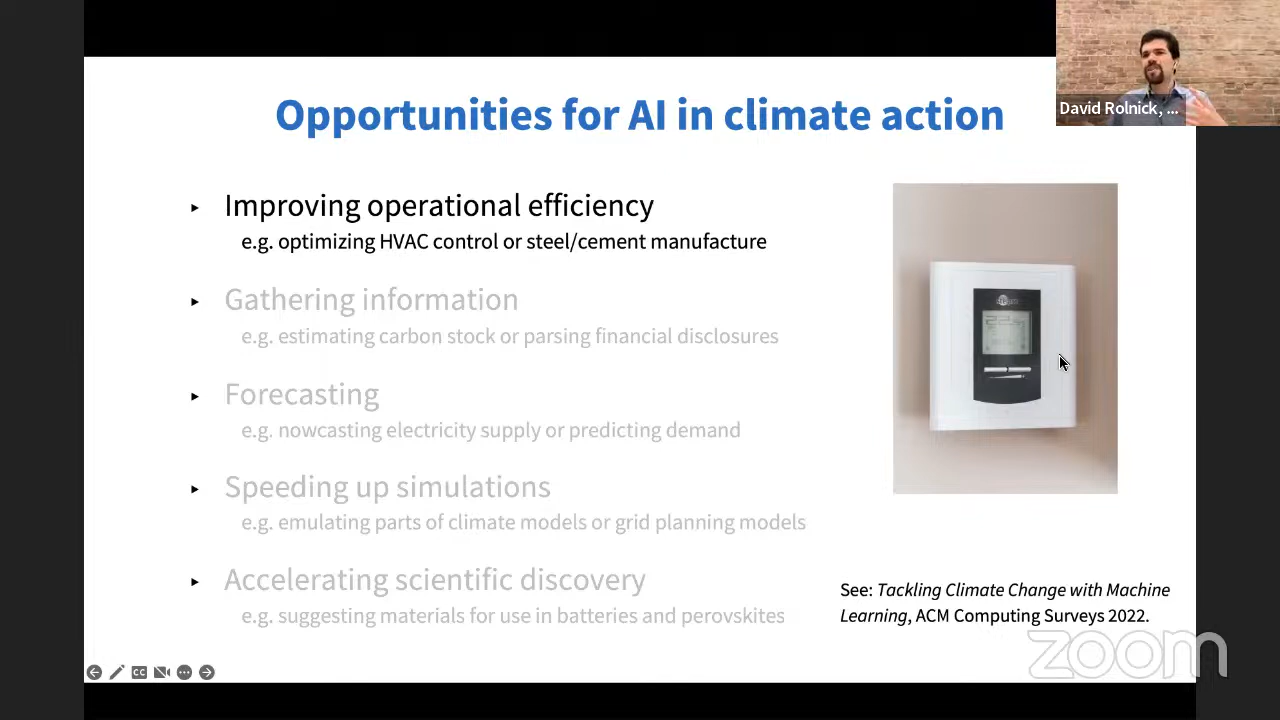 Opportunities for AI in climate action
David Rolnick, ...
‣ Improving operational efficiency
e.g. optimizing HVAC control or steel/cement manufacture
‣ Gathering information
e.g. estimating carbon stock or parsing financial disclosures
‣ Forecasting
e.g. nowcasting electricity supply or predicting demand
‣ Speeding up simulations
e.g. emulating parts of climate models or grid planning models
‣ Accelerating scientific discovery
e.g. suggesting materials for use in batteries and perovskites
See: Tackling Climate Change with Machine
Learning, ACM Computing Surveys 2022.
zoom
CC